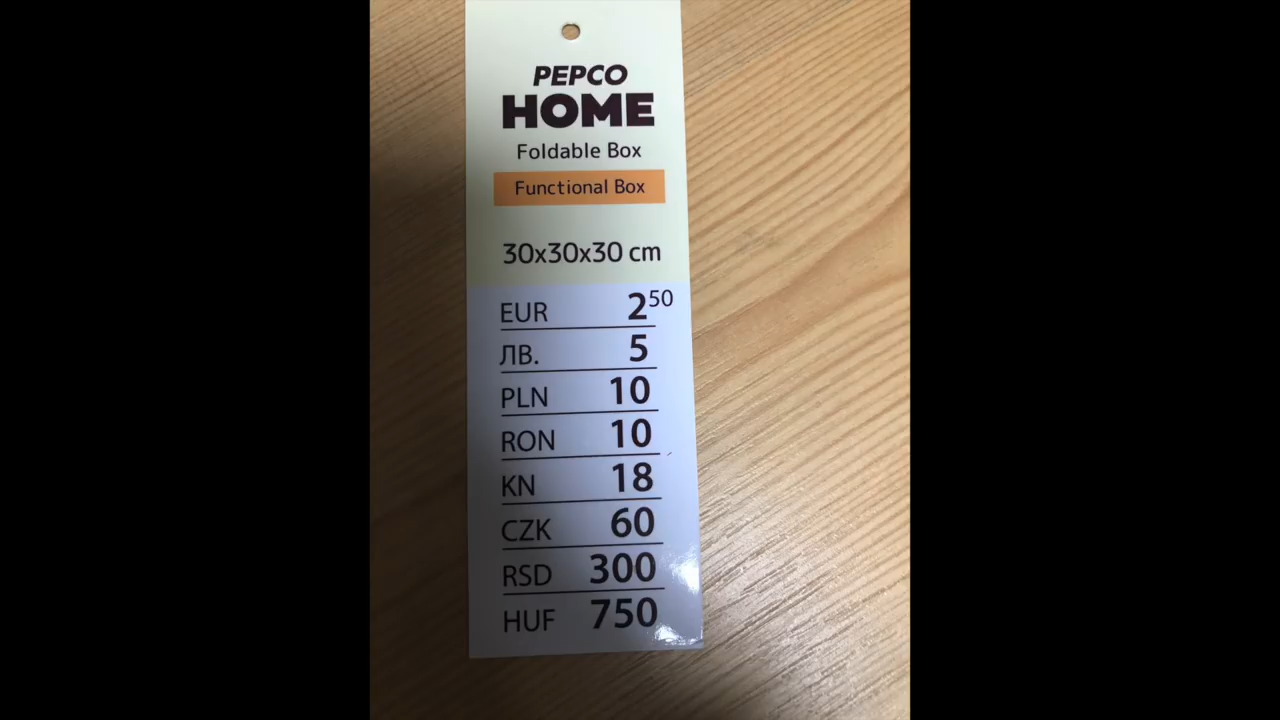 PEPCO
HOME
Foldable Box
Functional Box
30x30x30 cm
EUR 2⁵⁰
ЛВ. 5
PLN 10
RON 10
KN 18
CZK 60
RSD 300
HUF 750